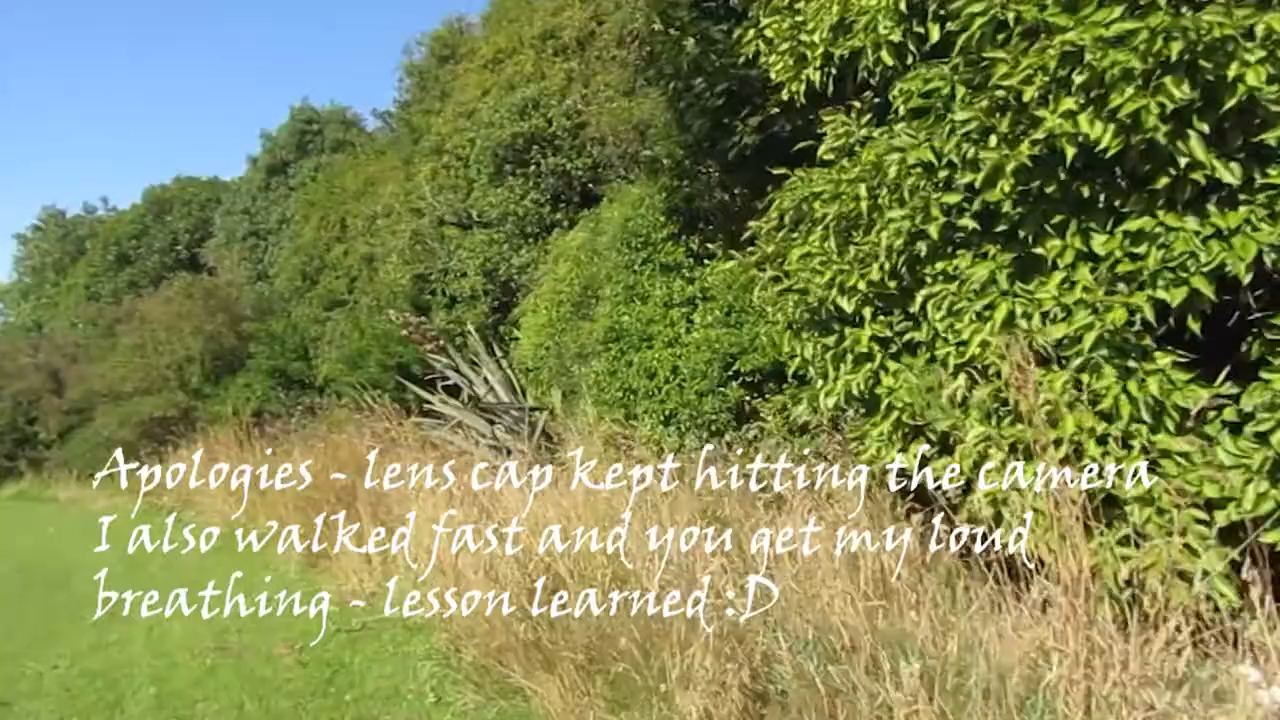 Apologies - lens cap kept hitting the camera
I also walked fast and you get my loud
breathing - lesson learned :D